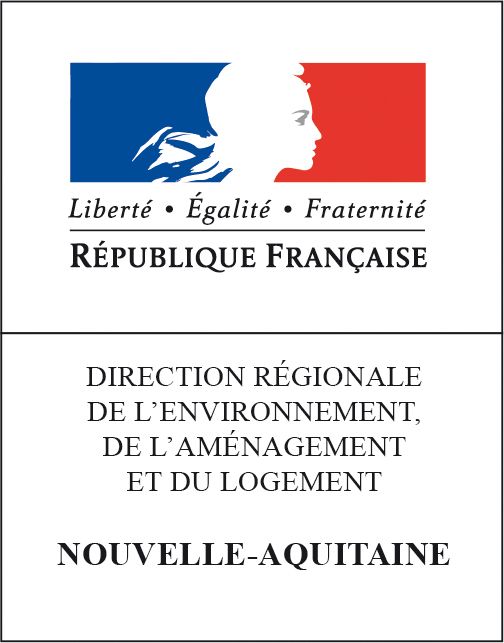 Liberté • Égalité • Fraternité
RÉPUBLIQUE FRANÇAISE
DIRECTION RÉGIONALE
DE L’ENVIRONNEMENT,
DE L’AMÉNAGEMENT
ET DU LOGEMENT
NOUVELLE-AQUITAINE